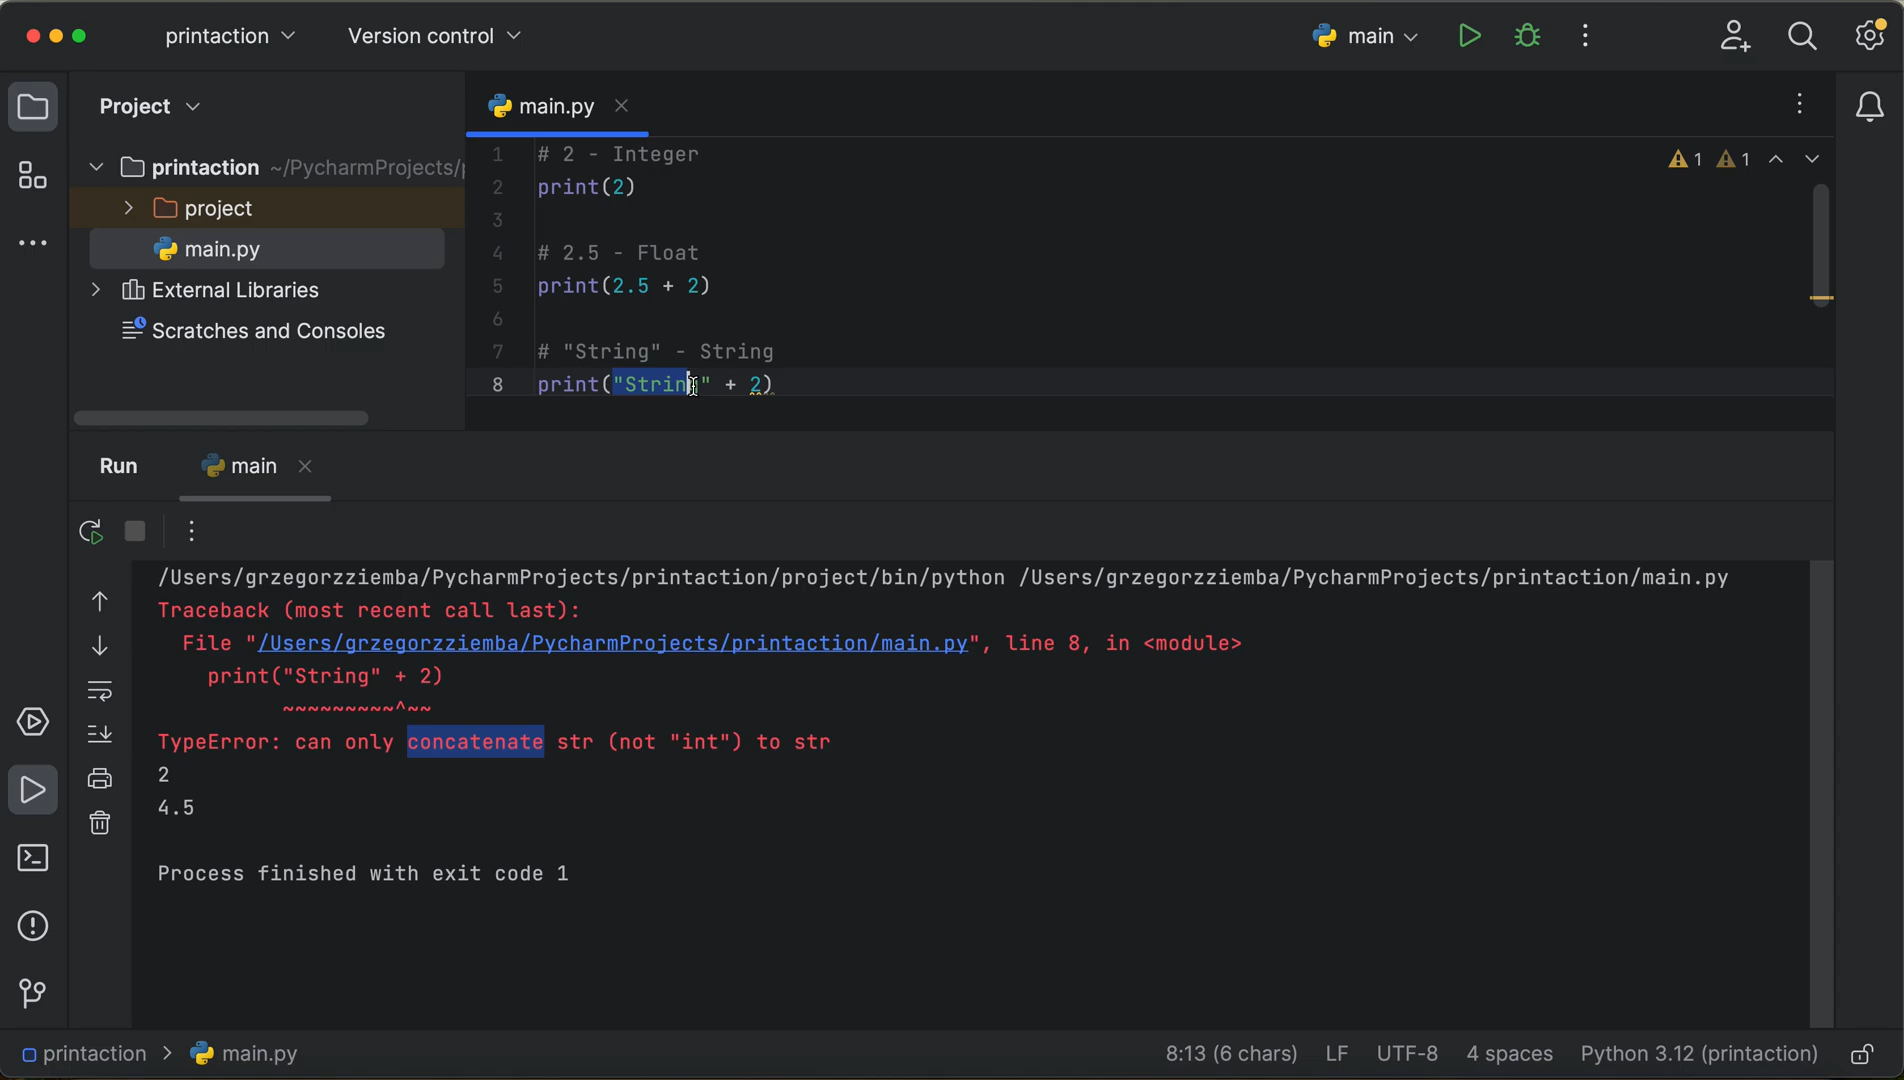 printaction
Version control
main
Project
main.py
printaction ~/PycharmProjects/
project
main.py
External Libraries
Scratches and Consoles
1 # 2 - Integer
2 print(2)
3
4 # 2.5 - Float
5 print(2.5 + 2)
6
7 # "String" - String
8 print("String" + 2)
1 1
Run
main
/Users/grzegorzziemba/PycharmProjects/printaction/project/bin/python /Users/grzegorzziemba/PycharmProjects/printaction/main.py
Traceback (most recent call last):
File "/Users/grzegorzziemba/PycharmProjects/printaction/main.py", line 8, in <module>
print("String" + 2)
~~~~~~~~~^~~
TypeError: can only concatenate str (not "int") to str
2
4.5
Process finished with exit code 1
printaction > main.py
8:13 (6 chars) LF UTF-8 4 spaces Python 3.12 (printaction)